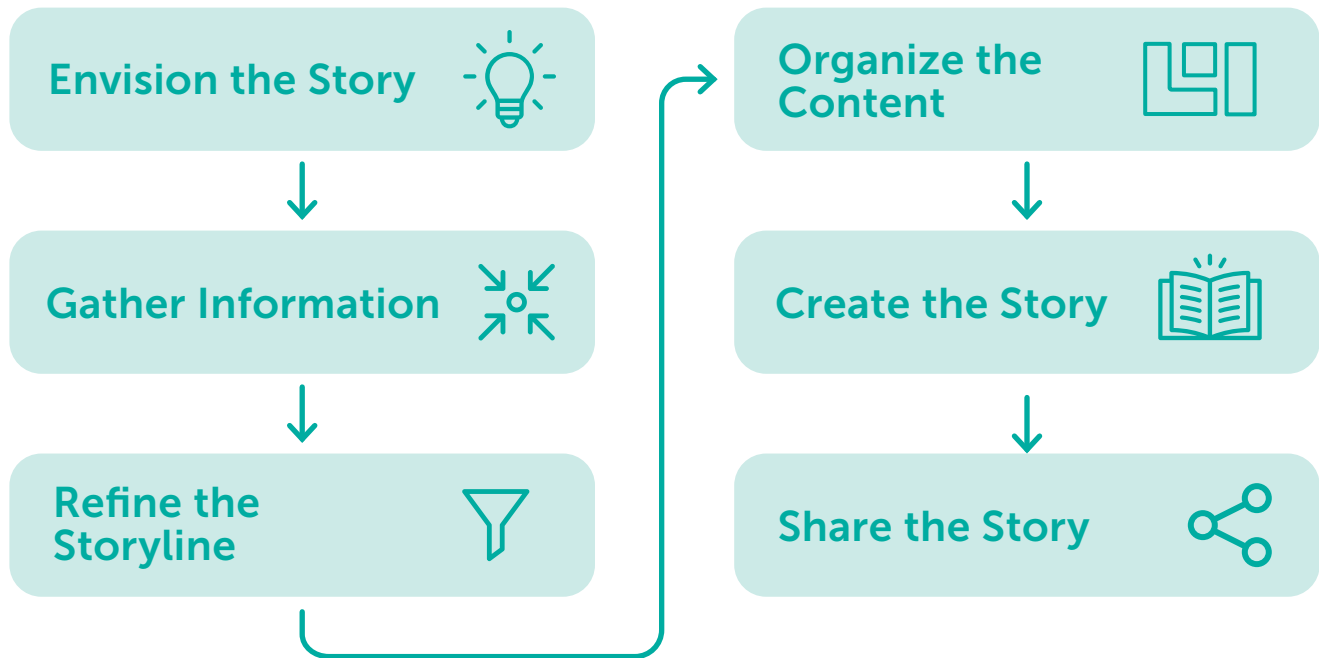 Envision the Story
Gather Information
Refine the
Storyline
Organize the
Content
Create the Story
Share the Story